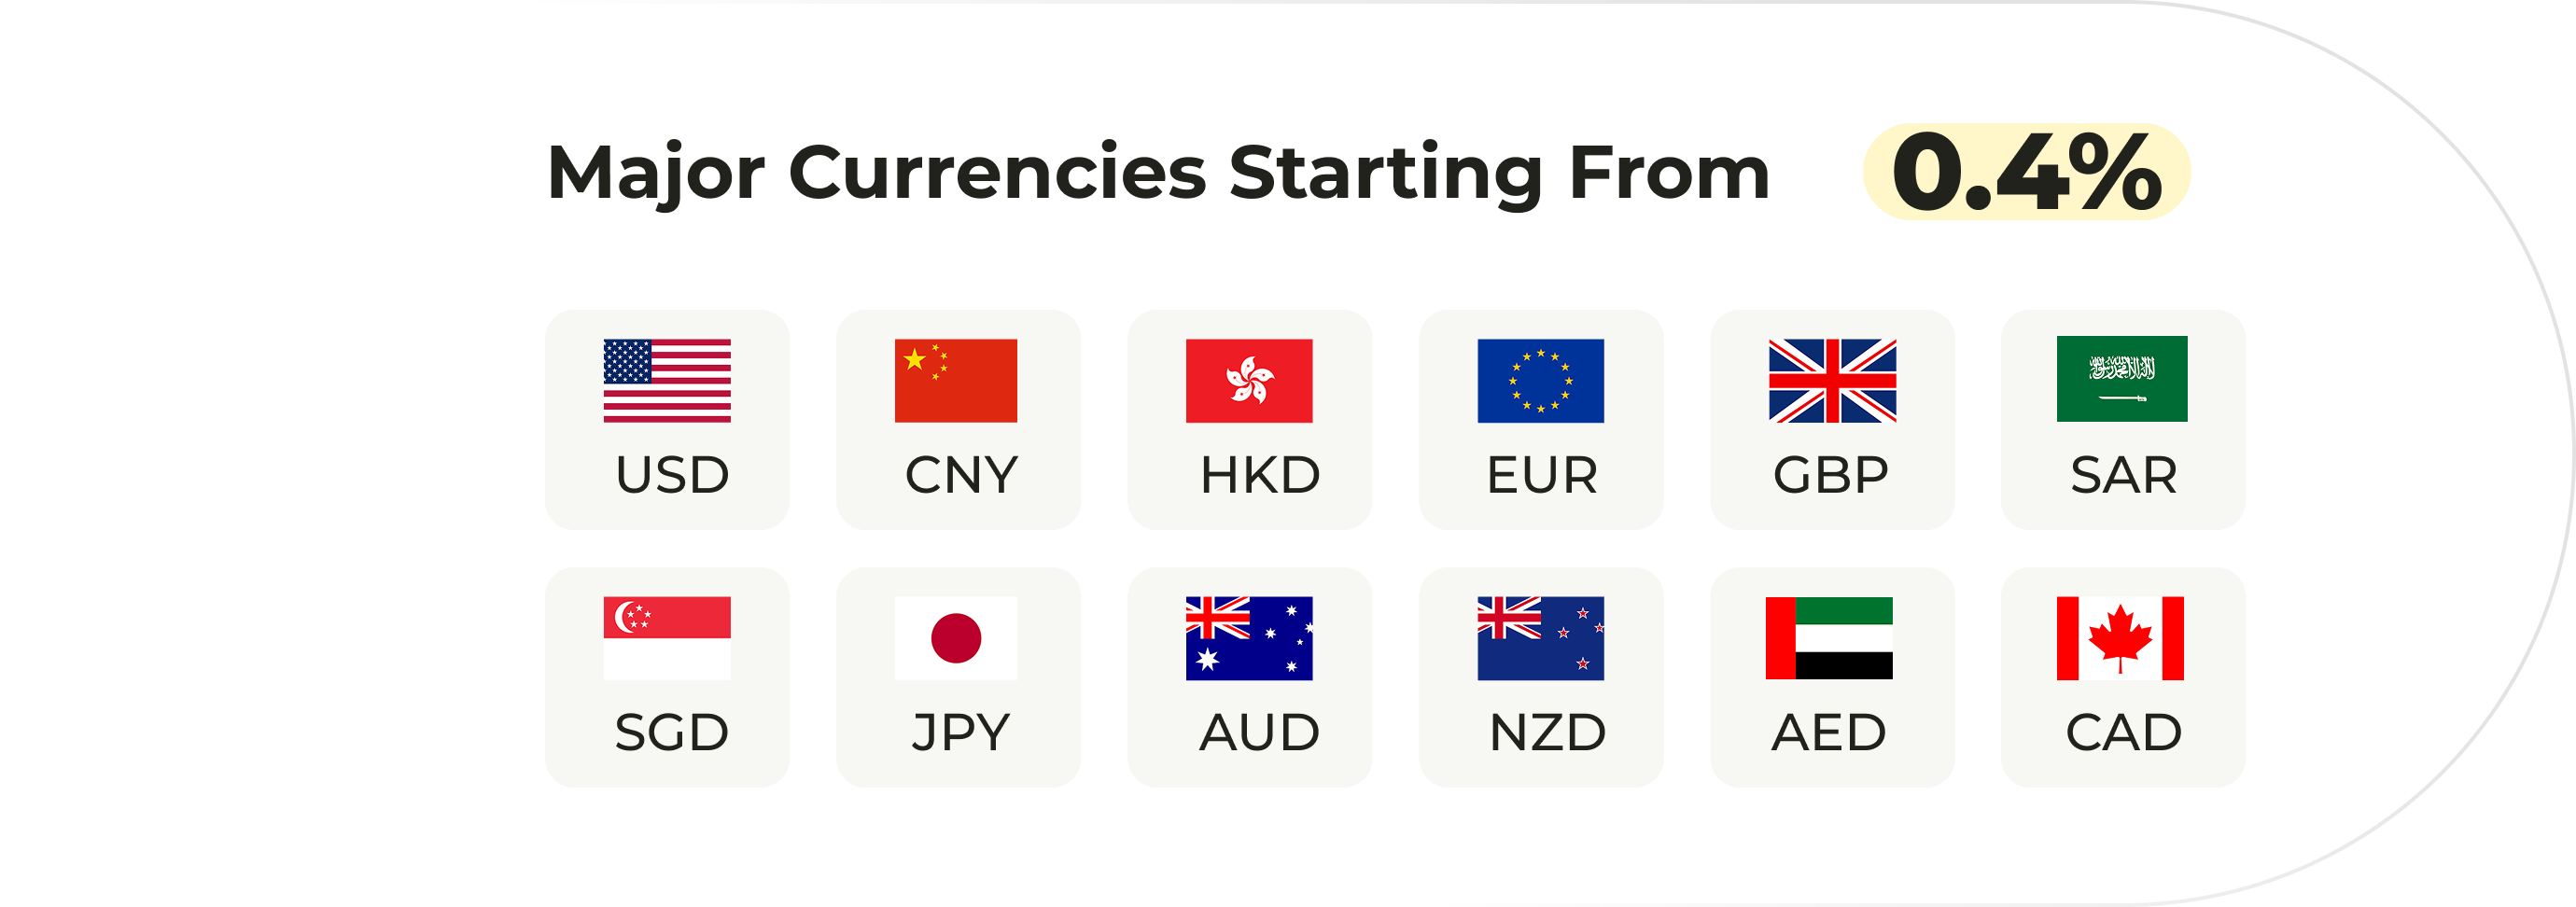 Major Currencies Starting From 0.4%
USD CNY HKD EUR GBP SAR
SGD JPY AUD NZD AED CAD